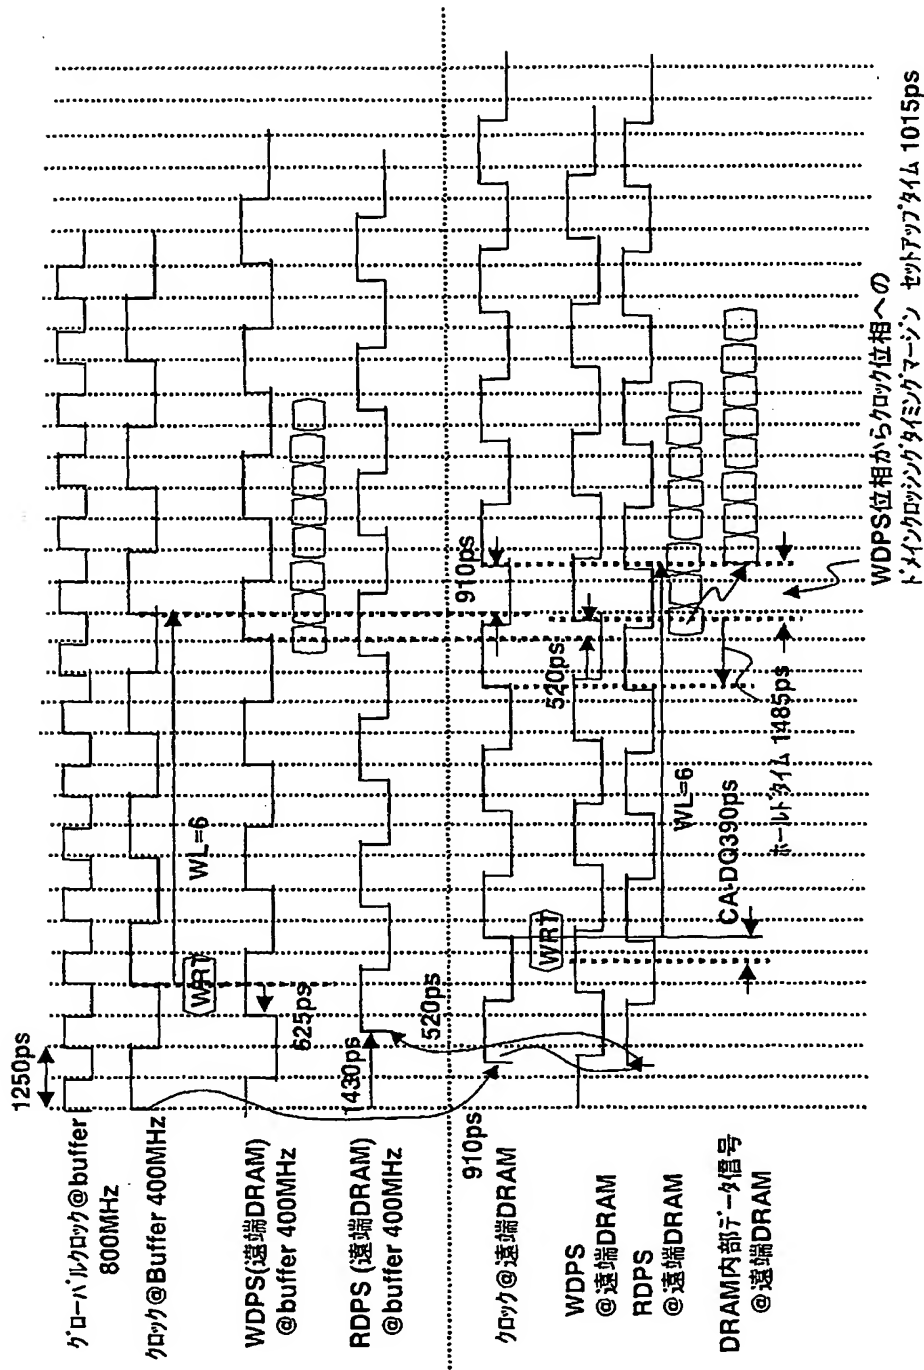 1250ps
グローバルクロック@buffer
800MHz
クロック@Buffer 400MHz
WRT
WL=6
WDPS(遠端DRAM)
@buffer 400MHz
625ps
RDPS (遠端DRAM)
@buffer 400MHz
1430ps
520ps
910ps
クロック@遠端DRAM
910ps
WRT
WDPS
@遠端DRAM
520ps
RDPS
@遠端DRAM
WL=6
DRAM内部データ信号
@遠端DRAM
CA-DQ390ps
ホールドタイム 1485ps
WDPS位相からクロック位相への
ドメインクロッシングタイミングマージン セットアップタイム 1015ps